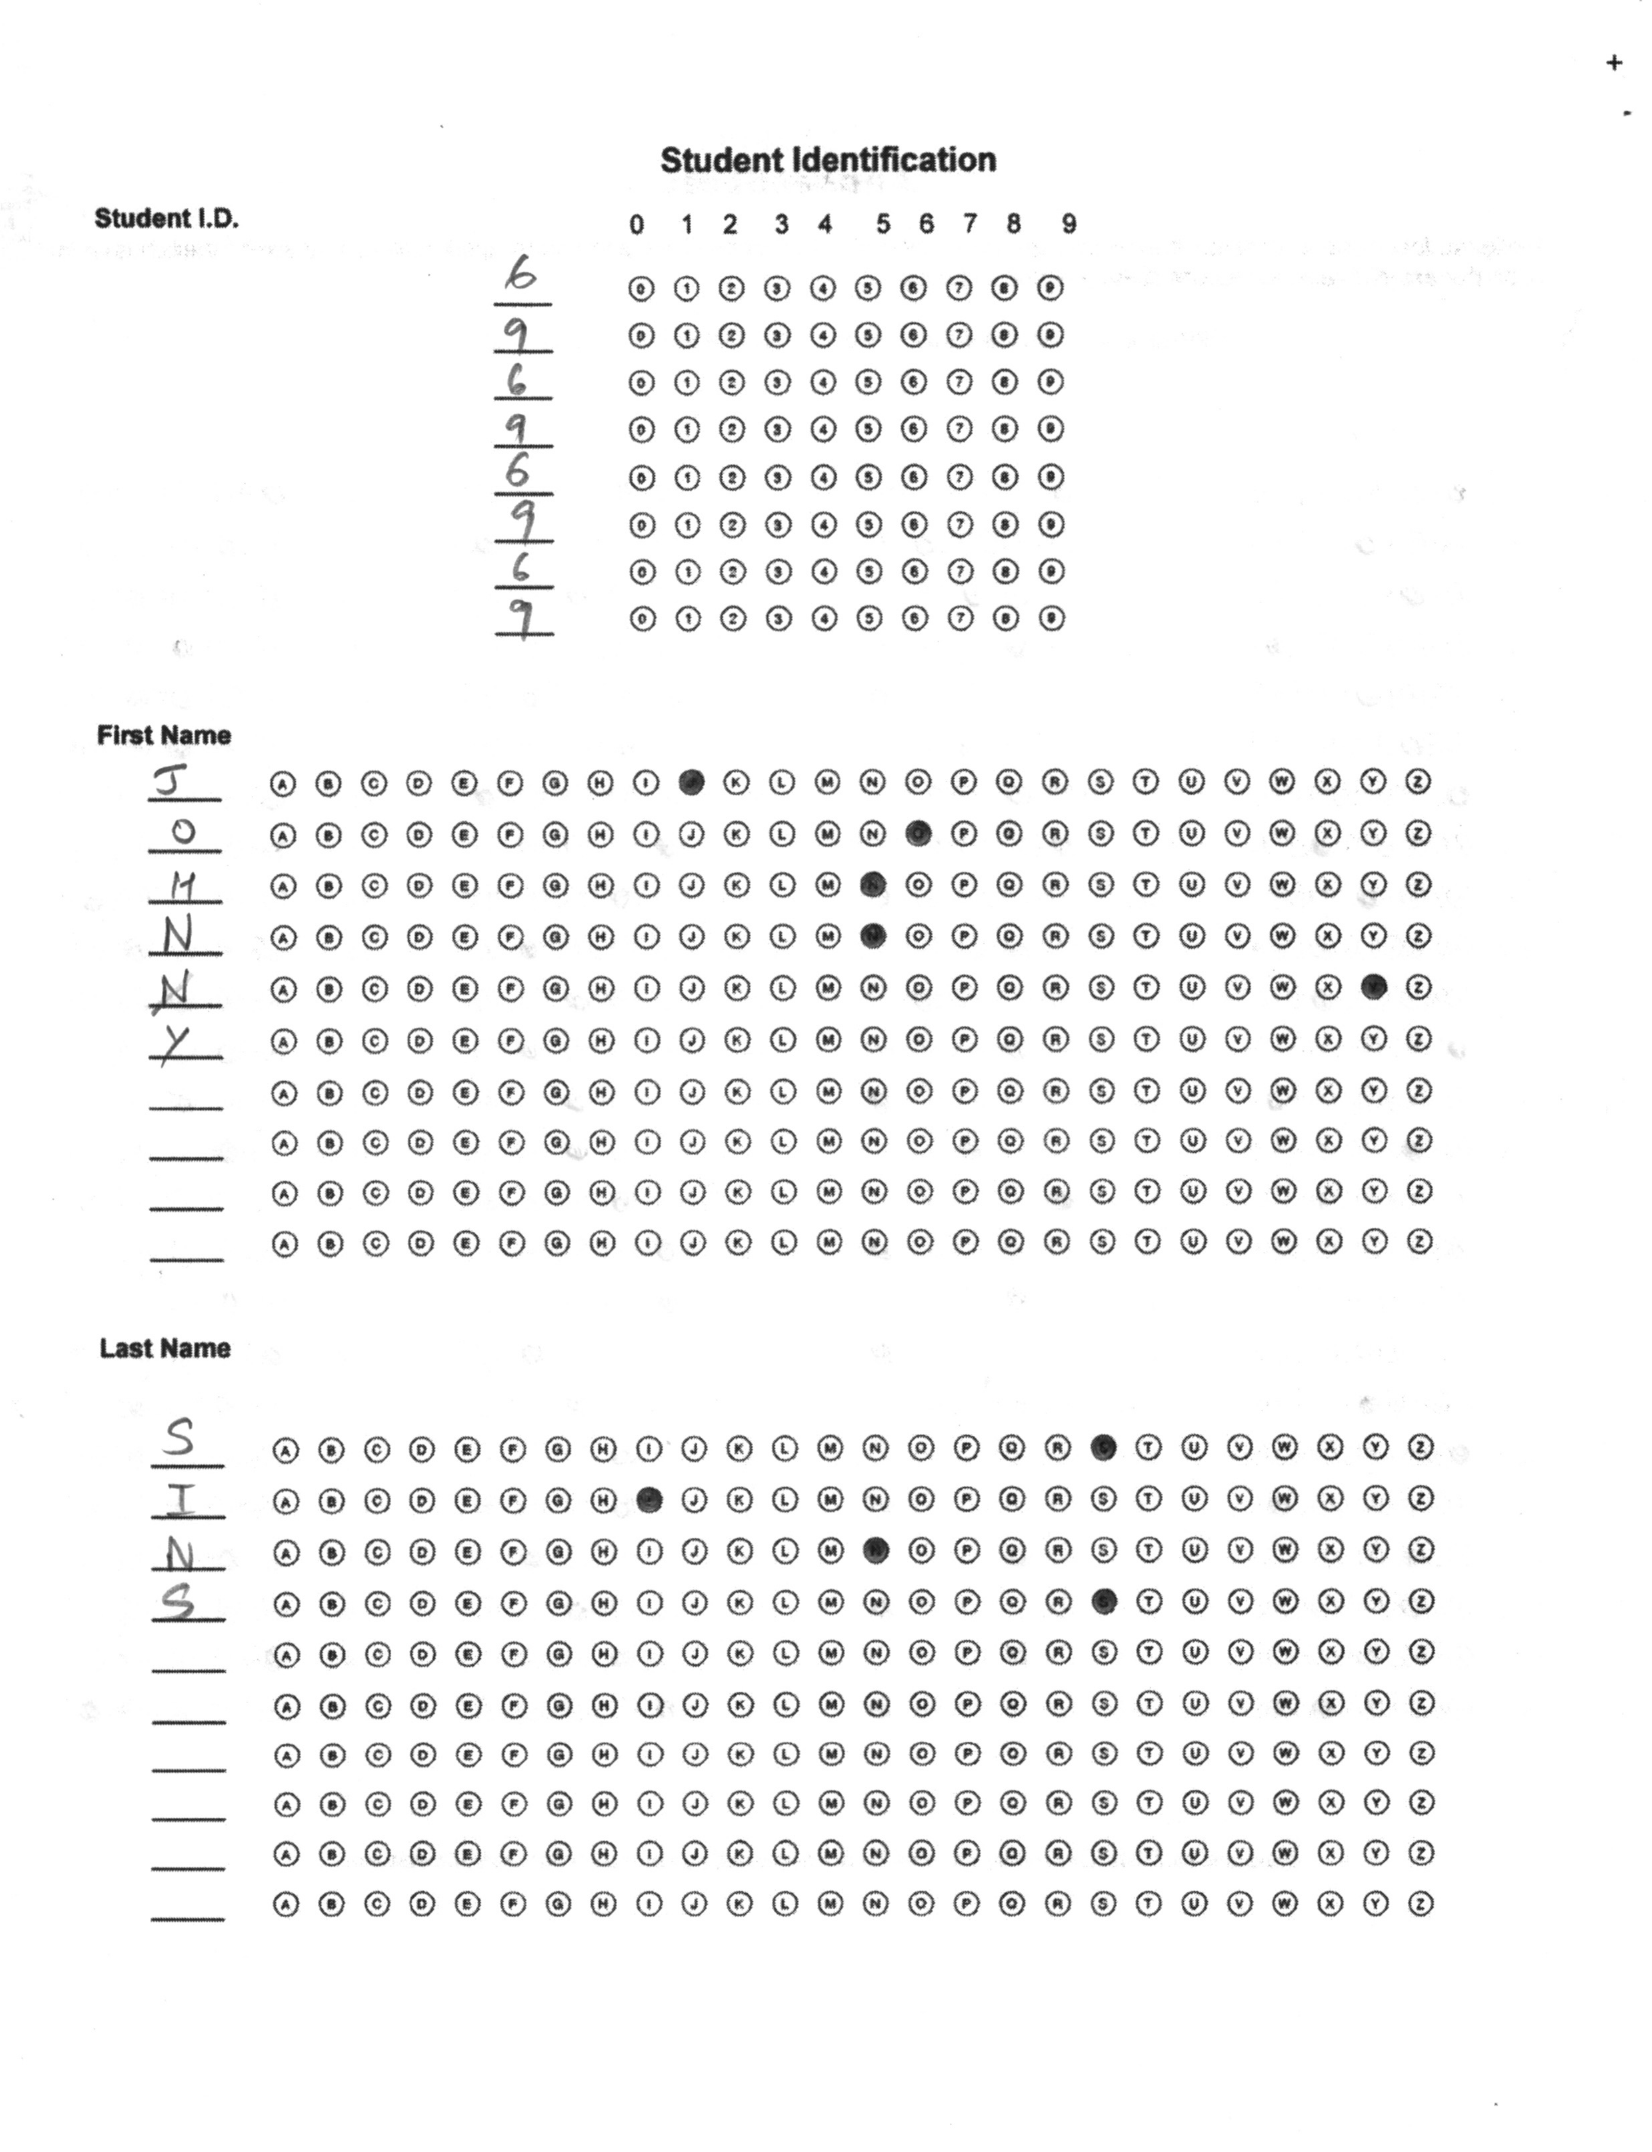 +
Student Identification
Student I.D. 0 1 2 3 4 5 6 7 8 9
6 0 1 2 3 4 5 6 7 8 9
9 0 1 2 3 4 5 6 7 8 9
6 0 1 2 3 4 5 6 7 8 9
9 0 1 2 3 4 5 6 7 8 9
6 0 1 2 3 4 5 6 7 8 9
9 0 1 2 3 4 5 6 7 8 9
6 0 1 2 3 4 5 6 7 8 9
9 0 1 2 3 4 5 6 7 8 9
First Name
J A B C D E F G H I K L M N O P Q R S T U V W X Y Z
O A B C D E F G H I J K L M N O P Q R S T U V W X Y Z
H A B C D E F G H I J K L M N O P Q R S T U V W X Y Z
N A B C D E F G H I J K L M N O P Q R S T U V W X Y Z
N A B C D E F G H I J K L M N O P Q R S T U V W X Y Z
Y A B C D E F G H I J K L M N O P Q R S T U V W X Y Z
A B C D E F G H I J K L M N O P Q R S T U V W X Y Z
A B C D E F G H I J K L M N O P Q R S T U V W X Y Z
A B C D E F G H I J K L M N O P Q R S T U V W X Y Z
A B C D E F G H I J K L M N O P Q R S T U V W X Y Z
Last Name
S A B C D E F G H I J K L M N O P Q R S T U V W X Y Z
I A B C D E F G H J K L M N O P Q R S T U V W X Y Z
N A B C D E F G H I J K L M N O P Q R S T U V W X Y Z
S A B C D E F G H I J K L M N O P Q R S T U V W X Y Z
A B C D E F G H I J K L M N O P Q R S T U V W X Y Z
A B C D E F G H I J K L M N O P Q R S T U V W X Y Z
A B C D E F G H I J K L M N O P Q R S T U V W X Y Z
A B C D E F G H I J K L M N O P Q R S T U V W X Y Z
A B C D E F G H I J K L M N O P Q R S T U V W X Y Z
A B C D E F G H I J K L M N O P Q R S T U V W X Y Z